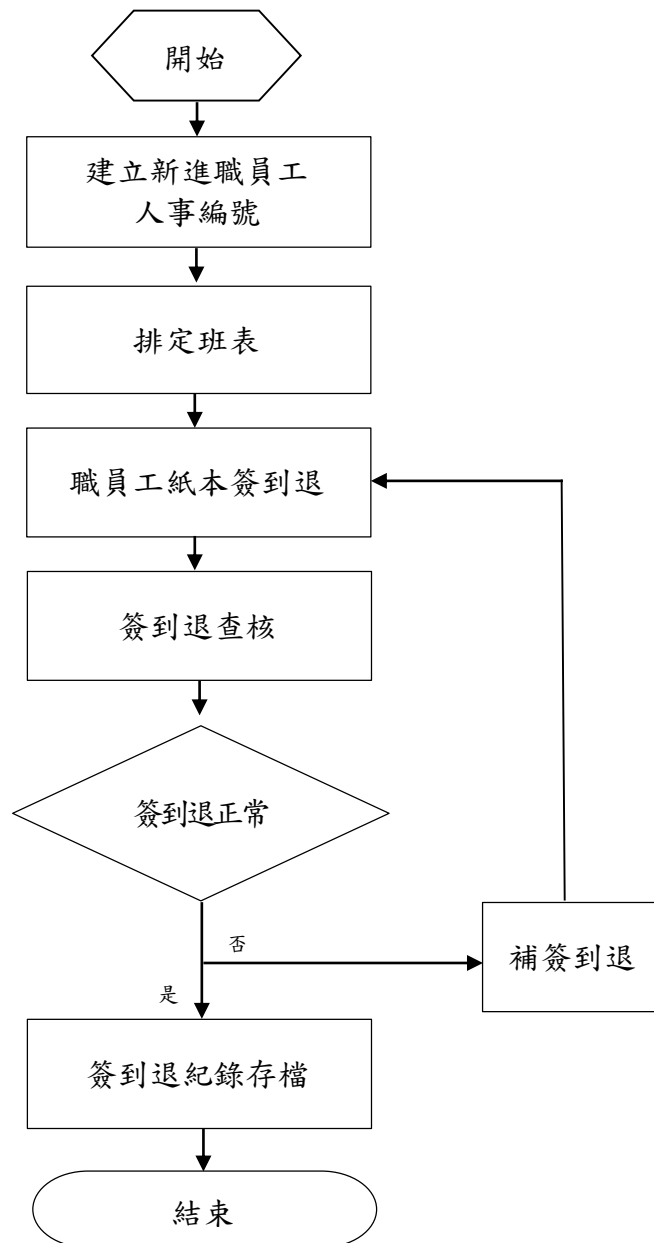 開始
建立新進職員工
人事編號
排定班表
職員工紙本簽到退
簽到退查核
簽到退正常
否
補簽到退
是
簽到退紀錄存檔
結束